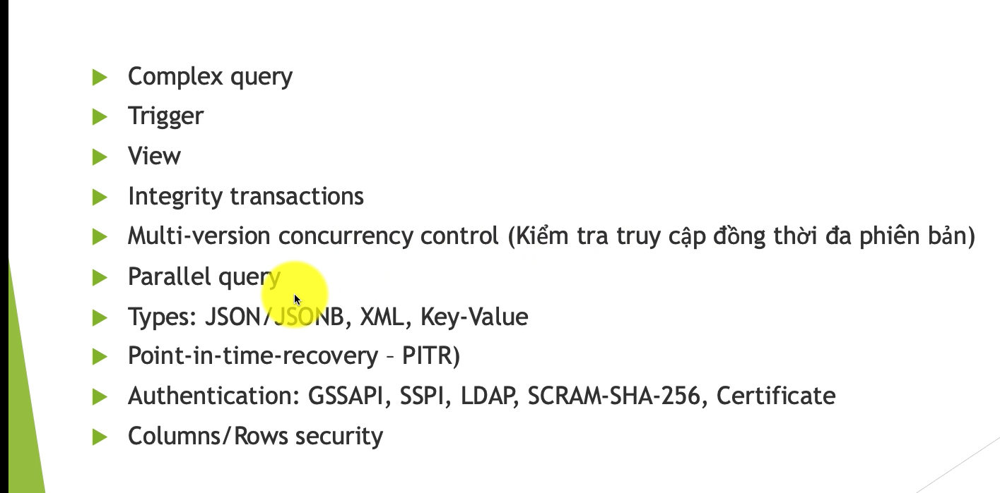 Complex query
Trigger
View
Integrity transactions
Multi-version concurrency control (Kiểm tra truy cập đồng thời đa phiên bản)
Parallel query
Types: JSON/JSONB, XML, Key-Value
Point-in-time-recovery – PITR)
Authentication: GSSAPI, SSPI, LDAP, SCRAM-SHA-256, Certificate
Columns/Rows security